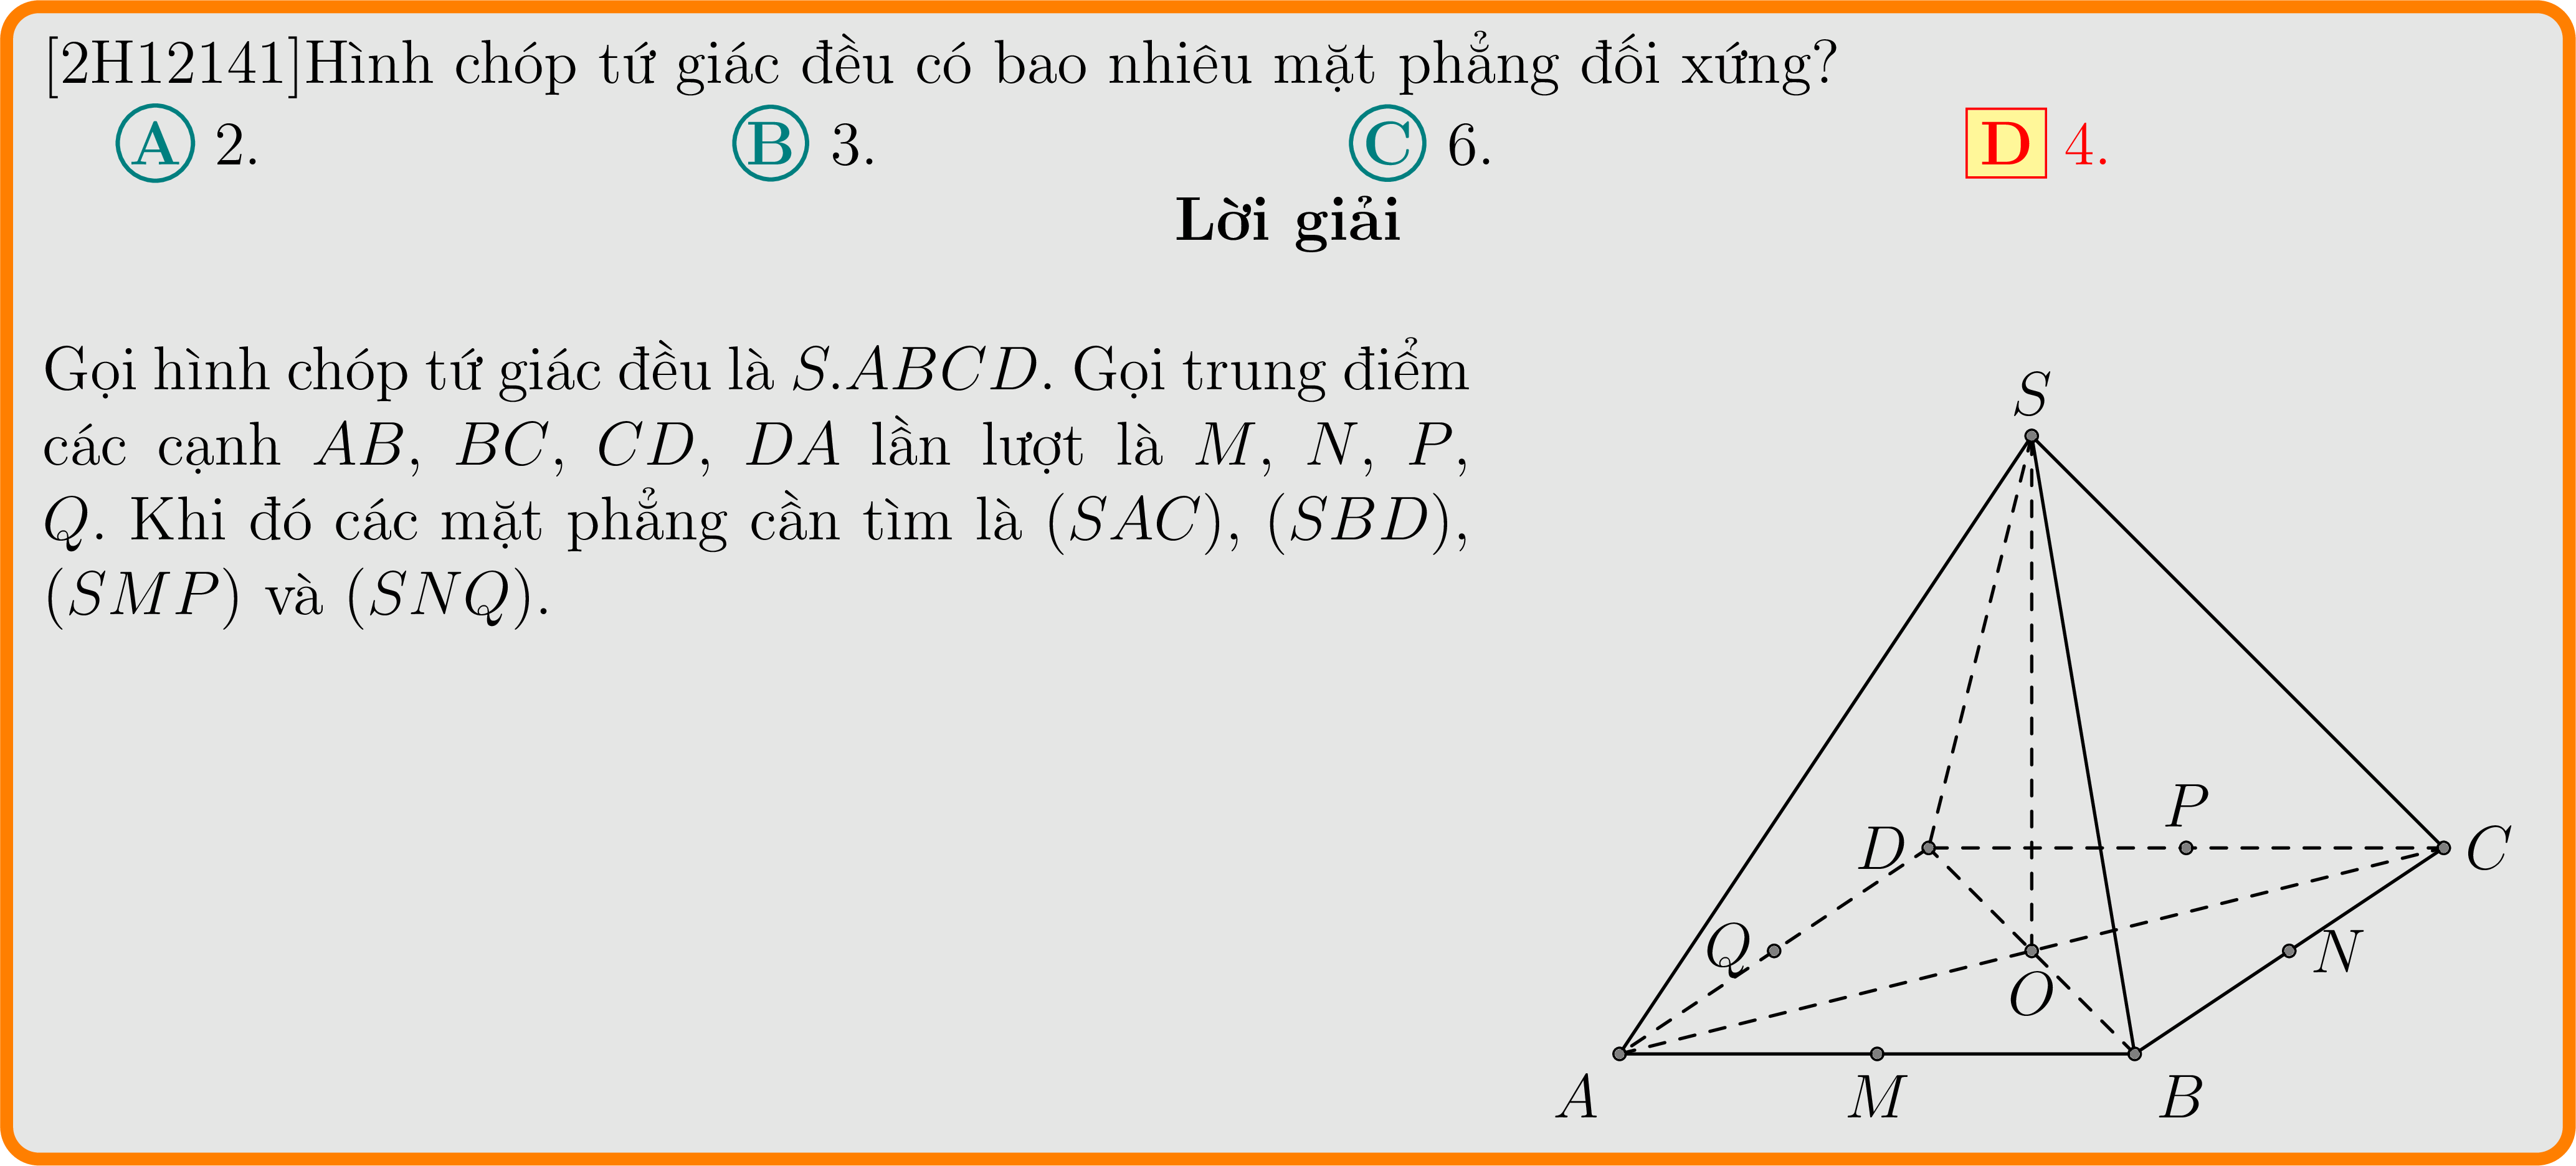 [2H12141]Hình chóp tứ giác đều có bao nhiêu mặt phẳng đối xứng?
A 2. B 3. C 6. D 4.
Lời giải
Gọi hình chóp tứ giác đều là S.ABCD. Gọi trung điểm
các cạnh AB, BC, CD, DA lần lượt là M, N, P,
Q. Khi đó các mặt phẳng cần tìm là (SAC), (SBD),
(SMP) và (SNQ).
S
P
D
C
Q
N
O
A
M
B